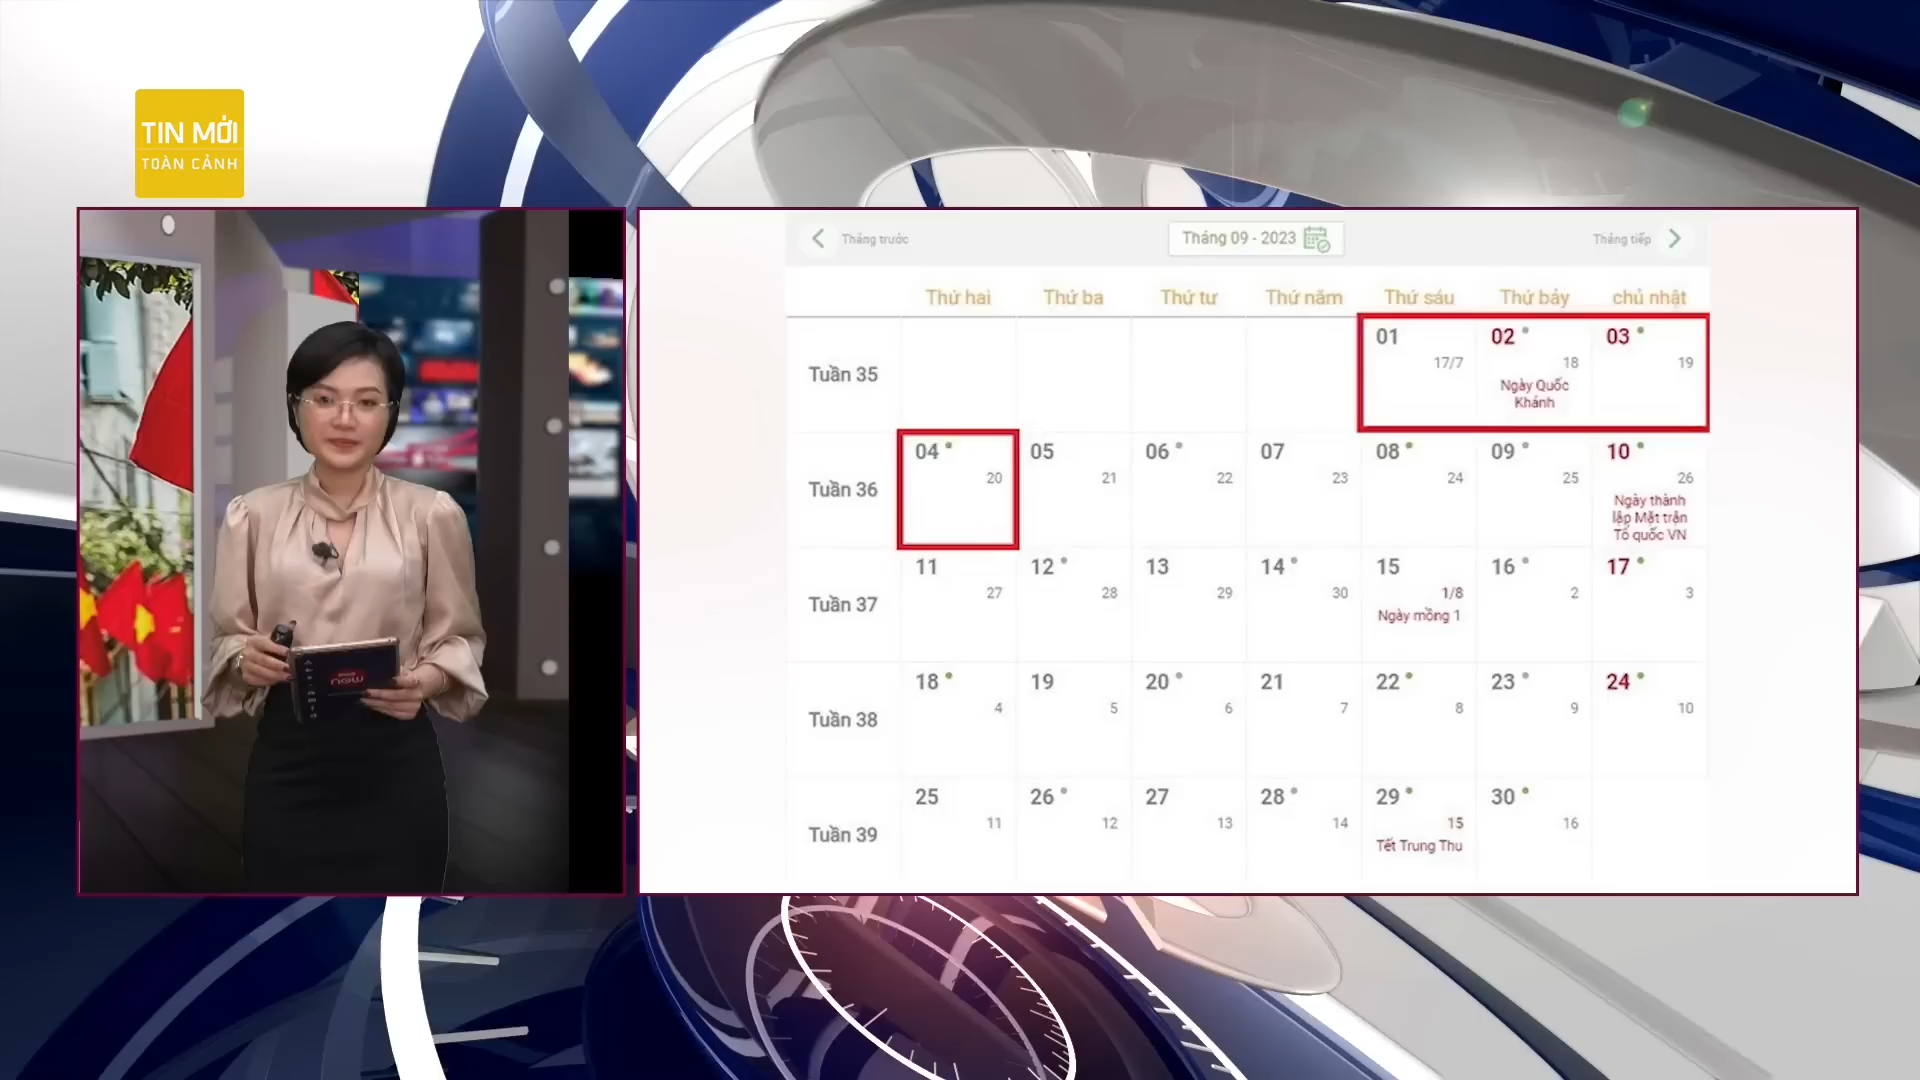 TIN MỚI
TOÀN CẢNH
Tháng trước
Tháng 09 - 2023
Tháng tiếp
Thứ hai Thứ ba Thứ tư Thứ năm Thứ sáu Thứ bảy chủ nhật
Tuần 35
01 02 03
17/7 18 19
Ngày Quốc
Khánh
Tuần 36
04 05 06 07 08 09 10
20 21 22 23 24 25 26
Ngày thành
lập Mặt trận
Tổ quốc VN
Tuần 37
11 12 13 14 15 16 17
27 28 29 30 1/8 2 3
Ngày mồng 1
Tuần 38
18 19 20 21 22 23 24
4 5 6 7 8 9 10
Tuần 39
25 26 27 28 29 30
11 12 13 14 15 16
Tết Trung Thu
now